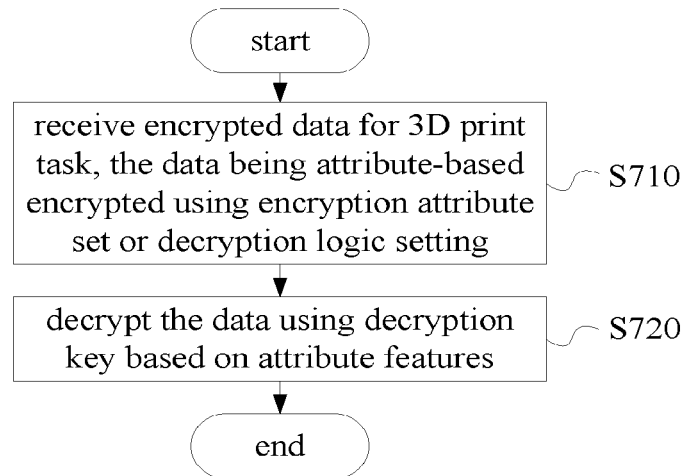 start
receive encrypted data for 3D print
task, the data being attribute-based
encrypted using encryption attribute
set or decryption logic setting
S710
decrypt the data using decryption
key based on attribute features
S720
end